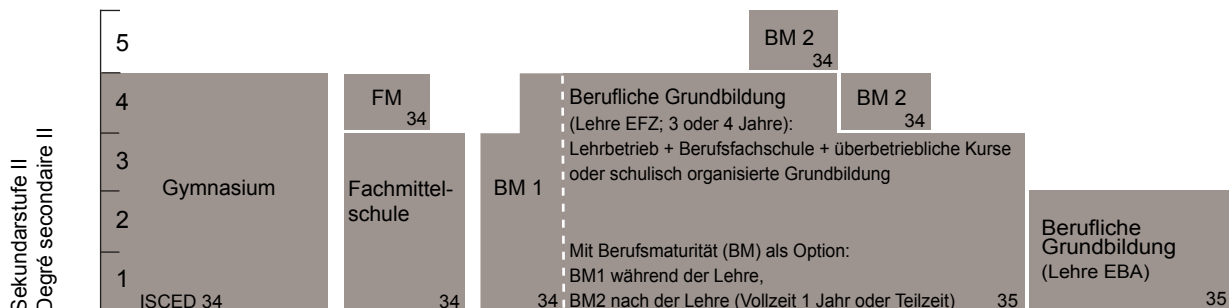 Sekundarstufe II
Degré secondaire II
5
4
3
2
1
Gymnasium
ISCED 34
FM
34
Fachmittel-
schule
34
BM 1
34
BM 2
34
Berufliche Grundbildung
(Lehre EFZ; 3 oder 4 Jahre):
Lehrbetrieb + Berufsfachschule + überbetriebliche Kurse
oder schulisch organisierte Grundbildung
Mit Berufsmaturität (BM) als Option:
BM1 während der Lehre,
BM2 nach der Lehre (Vollzeit 1 Jahr oder Teilzeit)
35
BM 2
34
Berufliche
Grundbildung
(Lehre EBA)
35